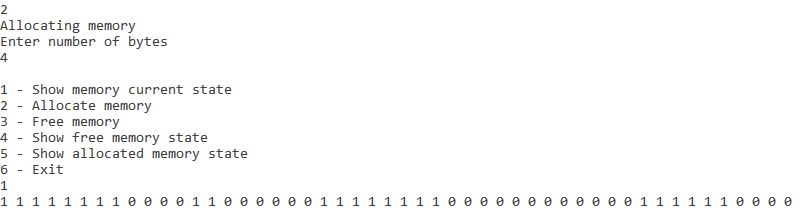 2
Allocating memory
Enter number of bytes
4
1 - Show memory current state
2 - Allocate memory
3 - Free memory
4 - Show free memory state
5 - Show allocated memory state
6 - Exit
1
1 1 1 1 1 1 1 1 0 0 0 0 1 1 0 0 0 0 0 0 1 1 1 1 1 1 1 1 0 0 0 0 0 0 0 0 0 0 0 0 1 1 1 1 1 1 0 0 0 0